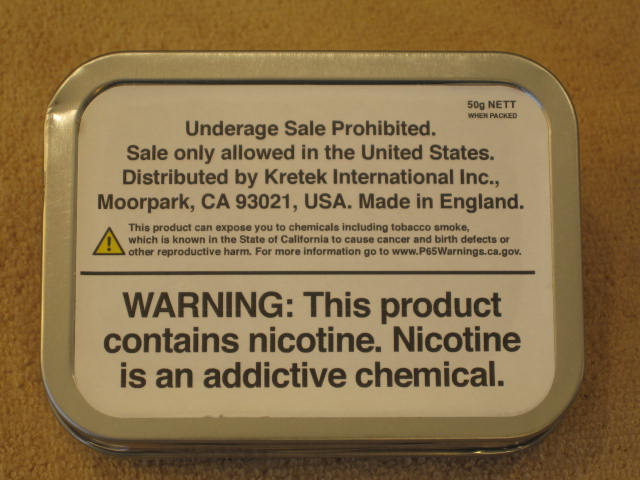 50g NETT
WHEN PACKED
Underage Sale Prohibited.
Sale only allowed in the United States.
Distributed by Kretek International Inc.,
Moorpark, CA 93021, USA. Made in England.
This product can expose you to chemicals including tobacco smoke,
which is known in the State of California to cause cancer and birth defects or
other reproductive harm. For more information go to www.P65Warnings.ca.gov.
WARNING: This product
contains nicotine. Nicotine
is an addictive chemical.